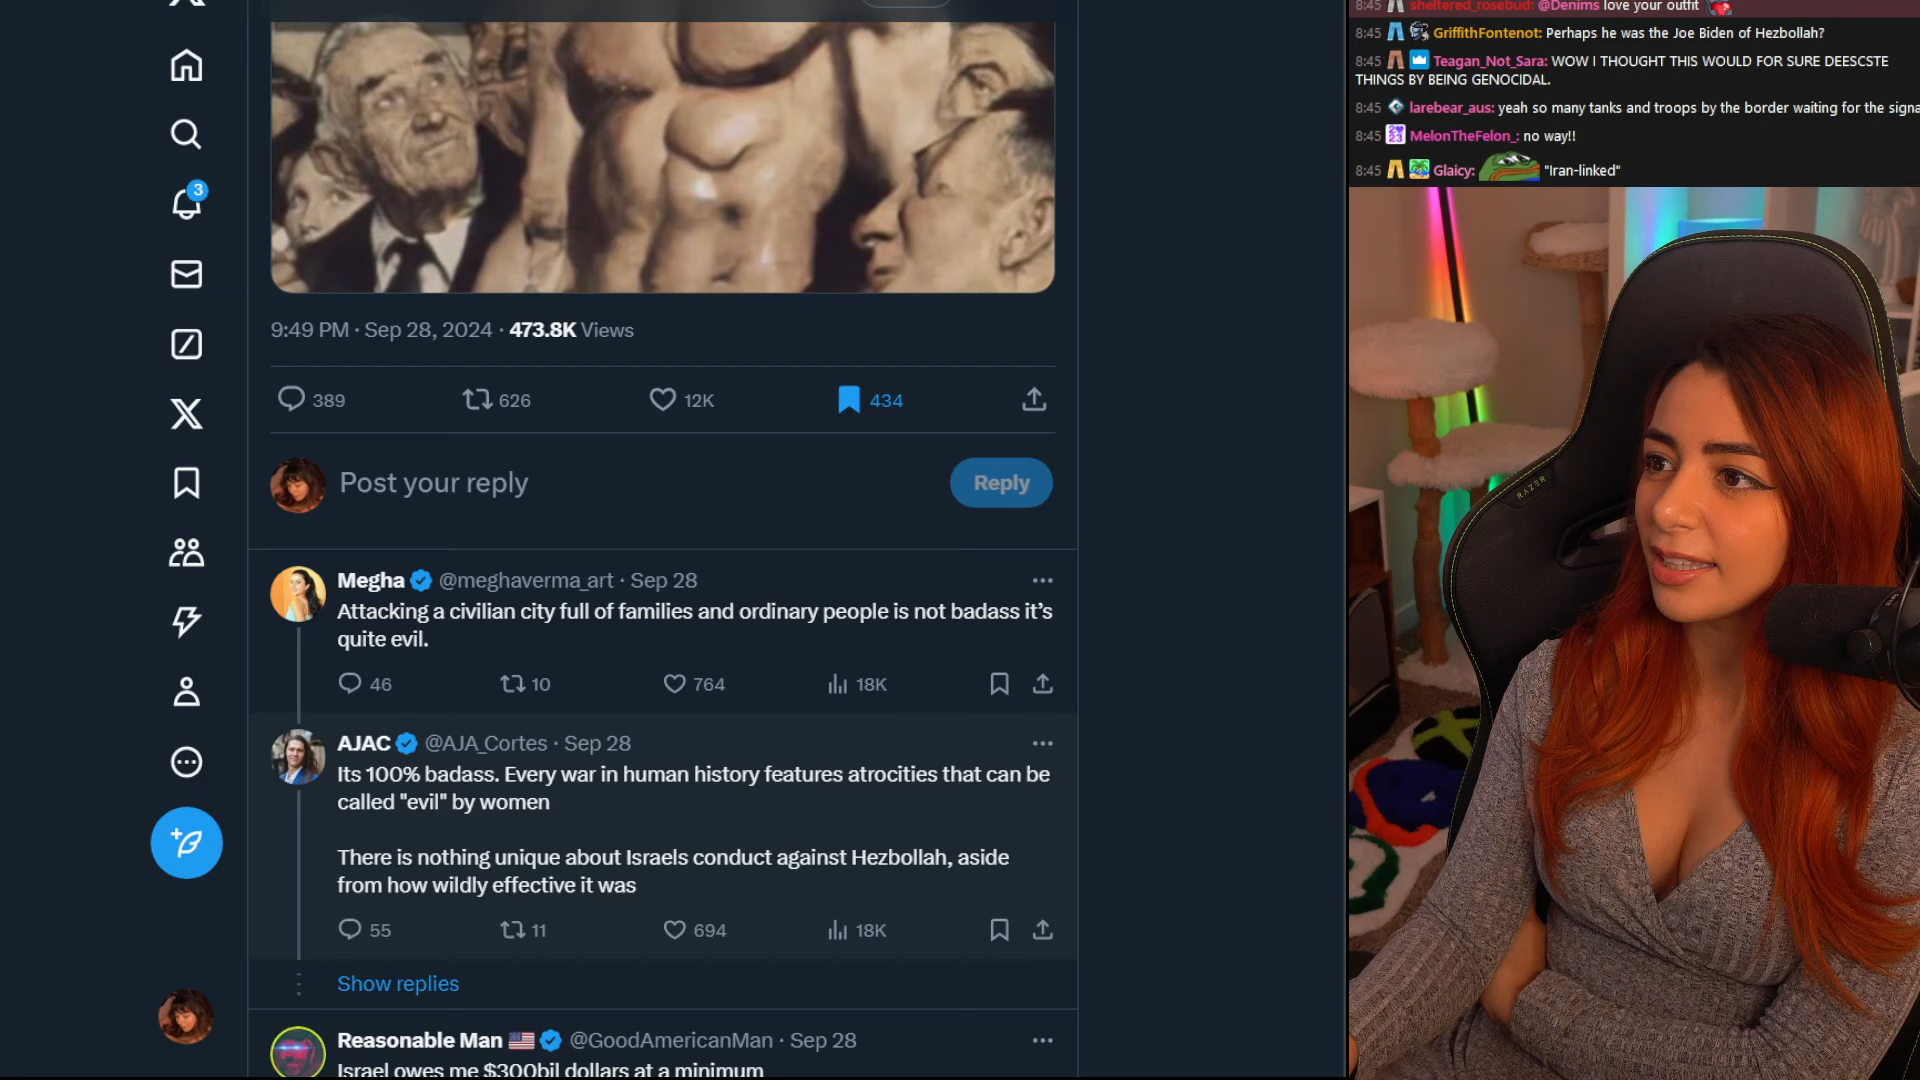 8:45 sheltered_rosebud: @Denims love your outfit
8:45 GriffithFontenot: Perhaps he was the Joe Biden of Hezbollah?
8:45 Teagan_Not_Sara: WOW I THOUGHT THIS WOULD FOR SURE DEESCSTE
THINGS BY BEING GENOCIDAL.
8:45 larebear_aus: yeah so many tanks and troops by the border waiting for the signa
8:45 MelonTheFelon_: no way!!
8:45 Glaicy: "Iran-linked"
3
9:49 PM · Sep 28, 2024 · 473.8K Views
389 626 12K 434
Post your reply
Reply
Megha @meghaverma_art · Sep 28
Attacking a civilian city full of families and ordinary people is not badass it's
quite evil.
46 10 764 18K
AJAC @AJA_Cortes · Sep 28
Its 100% badass. Every war in human history features atrocities that can be
called "evil" by women
There is nothing unique about Israels conduct against Hezbollah, aside
from how wildly effective it was
55 11 694 18K
Show replies
Reasonable Man @GoodAmericanMan · Sep 28
Israel owes me $300bil dollars at a minimum
RAZER